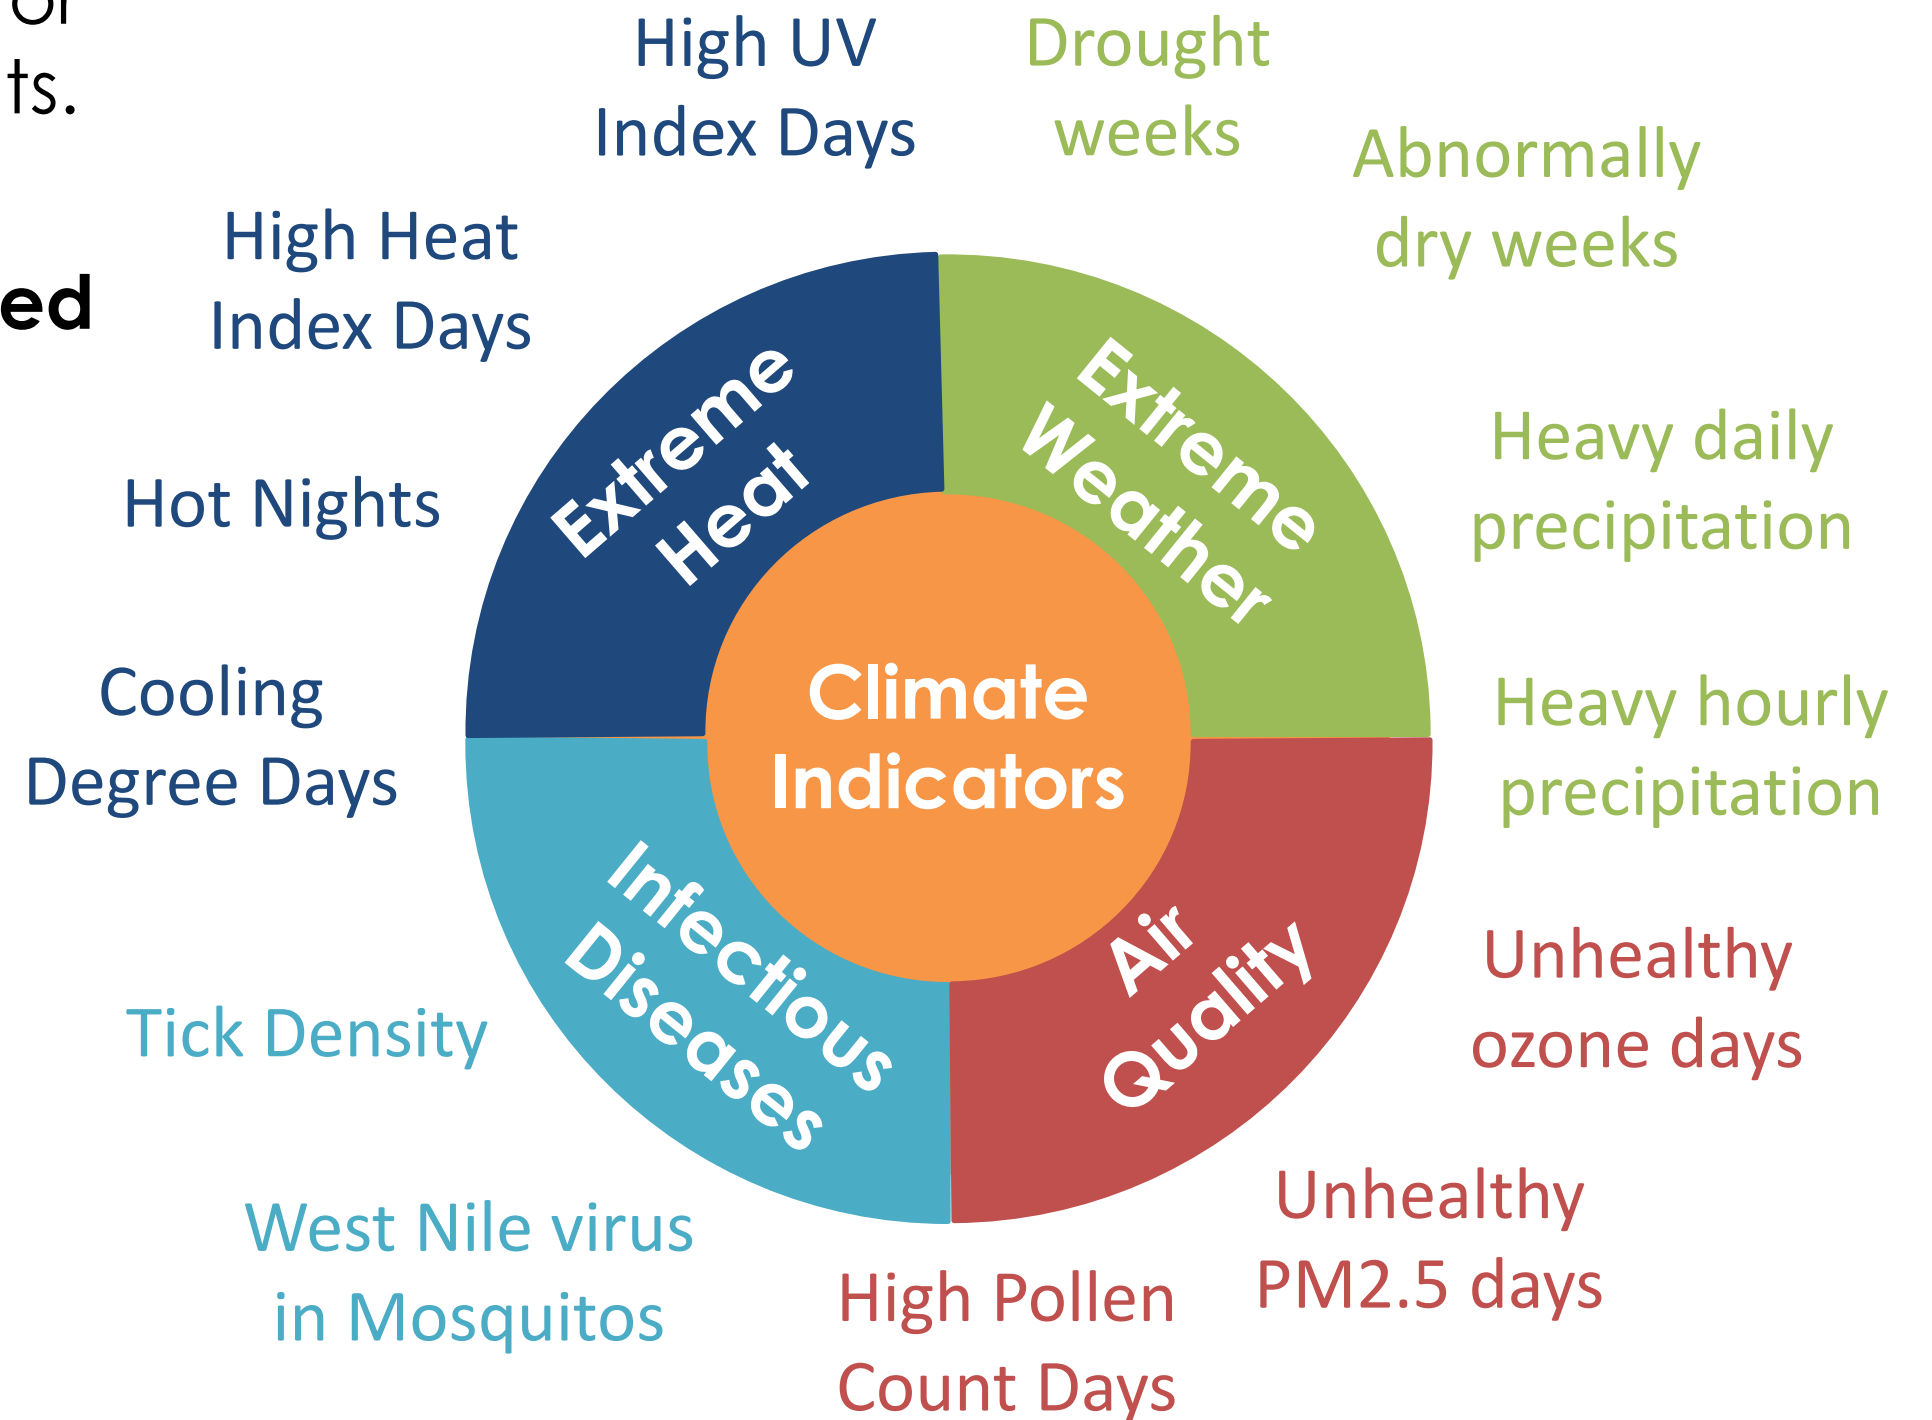 or
ts.
ed
High UV
Index Days
Drought
weeks
Abnormally
dry weeks
High Heat
Index Days
Hot Nights
Cooling
Degree Days
Extreme
Heat
Extreme
Weather
Heavy daily
precipitation
Heavy hourly
precipitation
Climate
Indicators
Infectious
Diseases
Air
Quality
Unhealthy
ozone days
Unhealthy
PM2.5 days
High Pollen
Count Days
Tick Density
West Nile virus
in Mosquitos